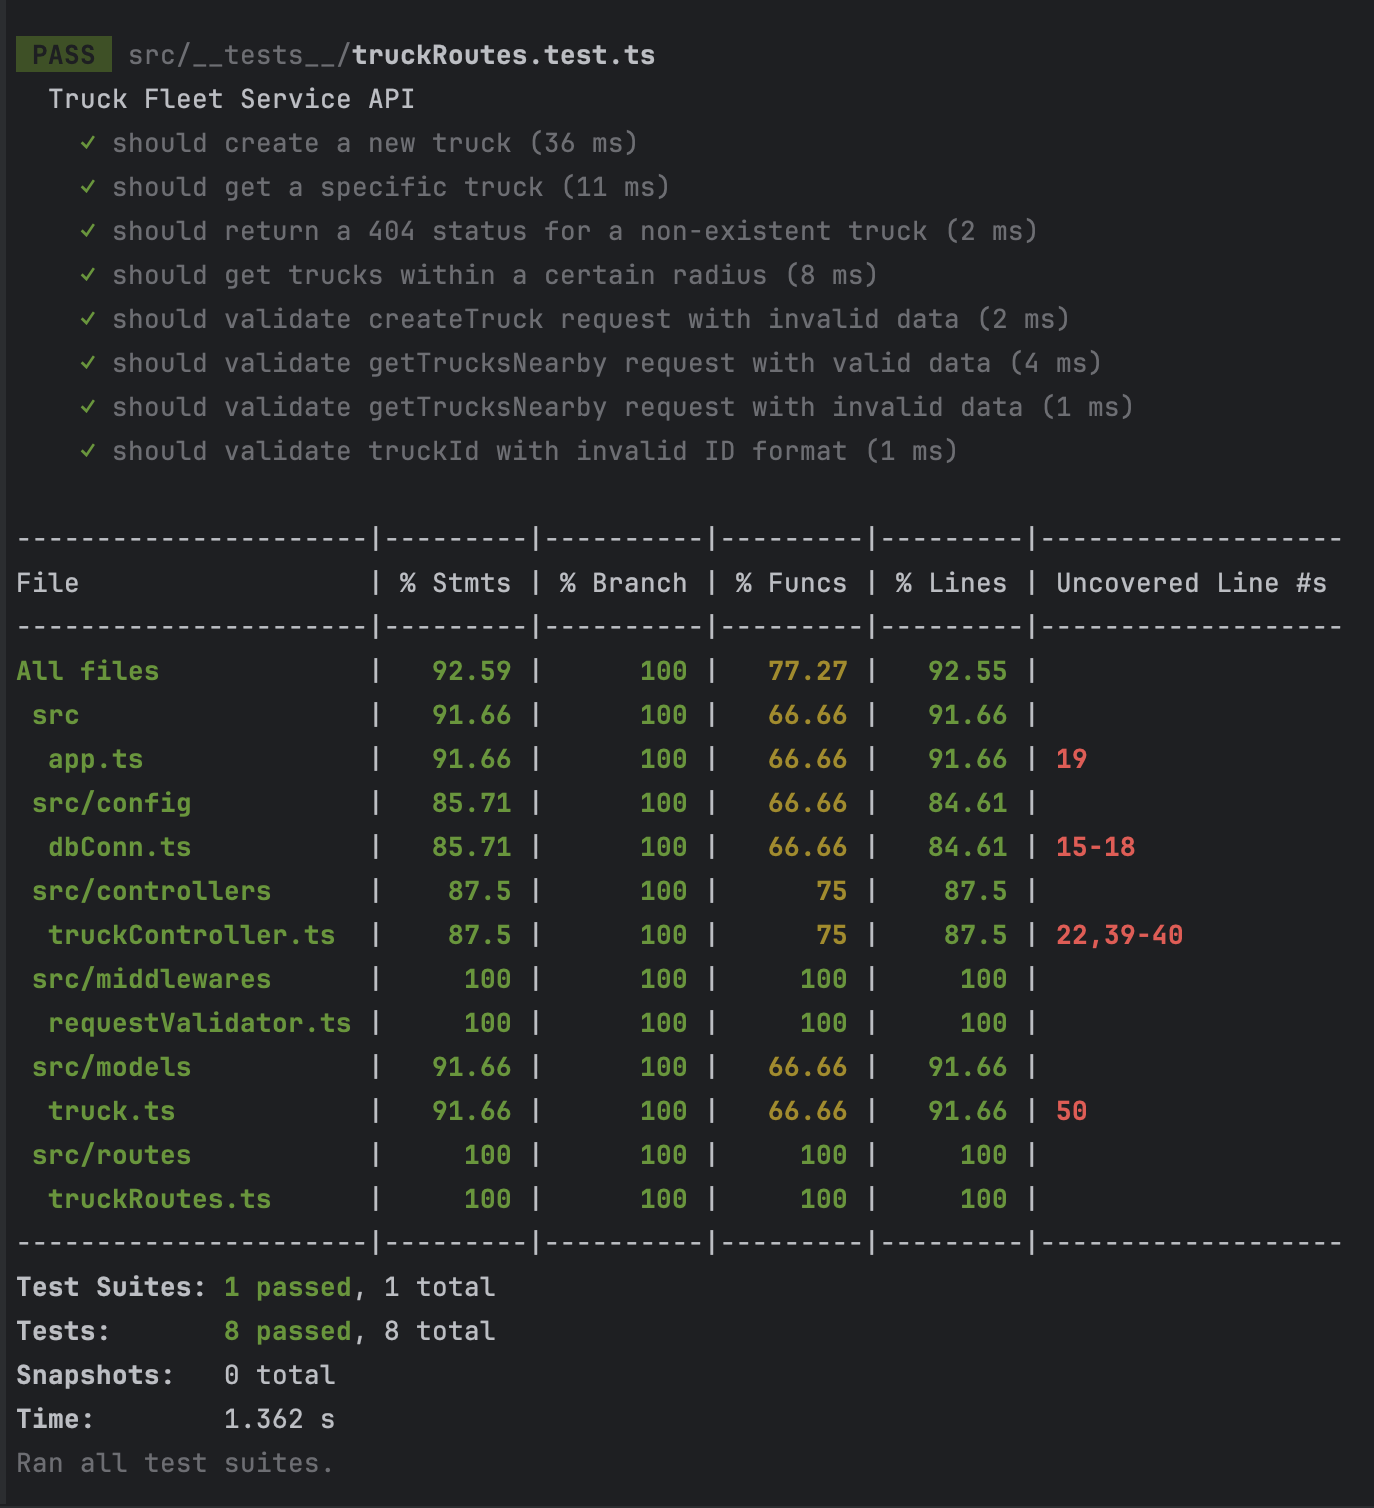 PASS src/__tests__/truckRoutes.test.ts
Truck Fleet Service API
✓ should create a new truck (36 ms)
✓ should get a specific truck (11 ms)
✓ should return a 404 status for a non-existent truck (2 ms)
✓ should get trucks within a certain radius (8 ms)
✓ should validate createTruck request with invalid data (2 ms)
✓ should validate getTrucksNearby request with valid data (4 ms)
✓ should validate getTrucksNearby request with invalid data (1 ms)
✓ should validate truckId with invalid ID format (1 ms)
----------------------|---------|----------|---------|---------|-------------------
File                  | % Stmts | % Branch | % Funcs | % Lines | Uncovered Line #s
----------------------|---------|----------|---------|---------|-------------------
All files             |   92.59 |      100 |   77.27 |   92.55 |
 src                  |   91.66 |      100 |   66.66 |   91.66 |
  app.ts              |   91.66 |      100 |   66.66 |   91.66 | 19
 src/config           |   85.71 |      100 |   66.66 |   84.61 |
  dbConn.ts           |   85.71 |      100 |   66.66 |   84.61 | 15-18
 src/controllers      |    87.5 |      100 |      75 |    87.5 |
  truckController.ts  |    87.5 |      100 |      75 |    87.5 | 22,39-40
 src/middlewares      |     100 |      100 |     100 |     100 |
  requestValidator.ts |     100 |      100 |     100 |     100 |
 src/models           |   91.66 |      100 |   66.66 |   91.66 |
  truck.ts            |   91.66 |      100 |   66.66 |   91.66 | 50
 src/routes           |     100 |      100 |     100 |     100 |
  truckRoutes.ts      |     100 |      100 |     100 |     100 |
----------------------|---------|----------|---------|---------|-------------------
Test Suites: 1 passed, 1 total
Tests:       8 passed, 8 total
Snapshots:   0 total
Time:        1.362 s
Ran all test suites.